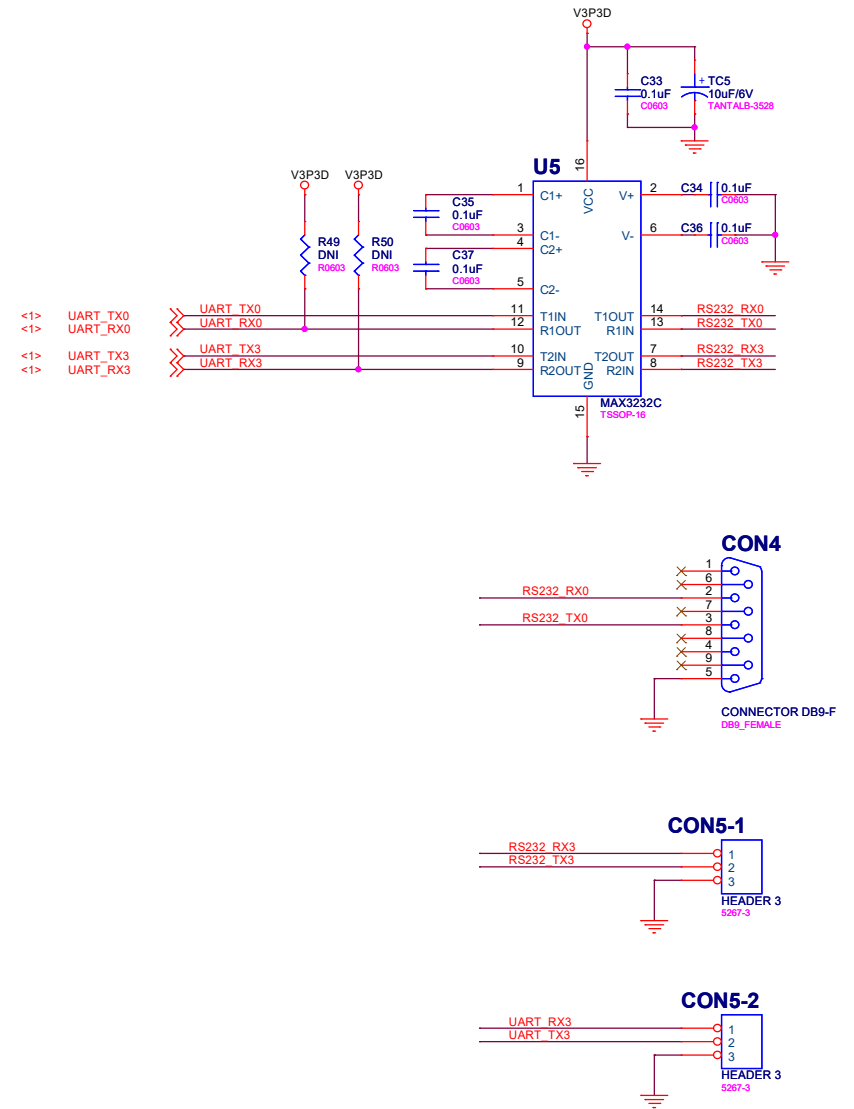 V3P3D
C33
0.1uF
C0603
+ TC5
10uF/6V
TANTALB-3528
U5
16
V3P3D V3P3D
R49
DNI
R0603
R50
DNI
R0603
C35
0.1uF
C0603
C37
0.1uF
C0603
1 C1+
3 C1-
4 C2+
5 C2-
VCC
V+ 2
V- 6
C34 0.1uF
C0603
C36 0.1uF
C0603
<1> UART_TX0 UART_TX0 11 T1IN T1OUT 14 RS232_RX0
<1> UART_RX0 UART_RX0 12 R1OUT R1IN 13 RS232_TX0
<1> UART_TX3 UART_TX3 10 T2IN T2OUT 7 RS232_RX3
<1> UART_RX3 UART_RX3 9 R2OUT R2IN 8 RS232_TX3
GND
15
MAX3232C
TSSOP-16
CON4
1
6
RS232_RX0 2
7
RS232_TX0 3
8
4
9
5
CONNECTOR DB9-F
DB9_FEMALE
CON5-1
RS232_RX3 1
RS232_TX3 2
3
HEADER 3
5267-3
CON5-2
UART_RX3 1
UART_TX3 2
3
HEADER 3
5267-3